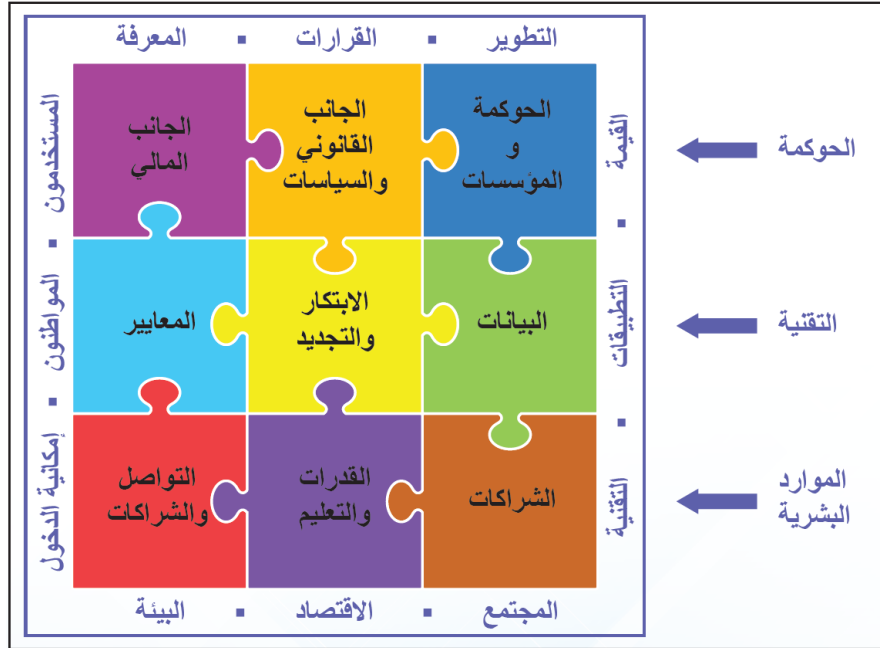 التطوير ▪ القرارات ▪ المعرفة
الحوكمة
التقنية
الموارد
البشرية
القيمة ▪ التطبيقات ▪ التقنية
الحوكمة
و
المؤسسات
الجانب
القانوني
والسياسات
الجانب
المالي
البيانات
الابتكار
والتجديد
المعايير
الشراكات
القدرات
والتعليم
التواصل
والشراكات
المستخدمون ▪ المواطنون ▪ إمكانية الدخول
المجتمع ▪ الاقتصاد ▪ البيئة